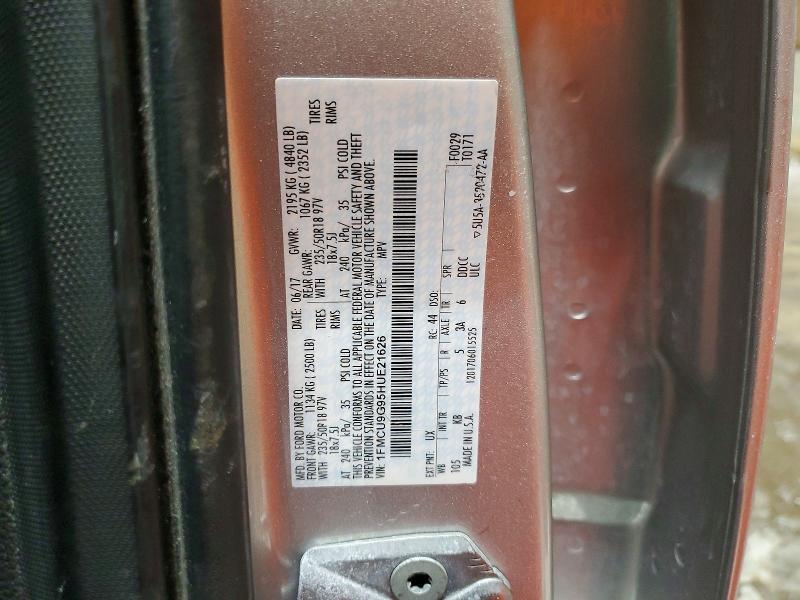 MFD. BY FORD MOTOR CO. DATE: 06/17 GVWR: 2195 KG ( 4840 LB)
FRONT GAWR: 1134 KG ( 2500 LB) REAR GAWR: 1067 KG ( 2352 LB)
WITH 235/50R18 97V TIRES WITH 235/50R18 97V TIRES
18x7.5J RIMS 18x7.5J RIMS
AT 240 kPa/ 35 PSI COLD AT 240 kPa/ 35 PSI COLD
THIS VEHICLE CONFORMS TO ALL APPLICABLE FEDERAL MOTOR VEHICLE SAFETY AND THEFT
PREVENTION STANDARDS IN EFFECT ON THE DATE OF MANUFACTURE SHOWN ABOVE.
VIN: 1FMCU9G95HUE21626 TYPE: MPV
F0029
T0171
EXT PNT: UX RC: 44 DSO:
WB INT TR TP/PS R AXLE TR SPR
105 KB 5 3A 6 DDCC
MADE IN U.S.A. 1201706015525 ULC
▽5U5A-3520472-AA